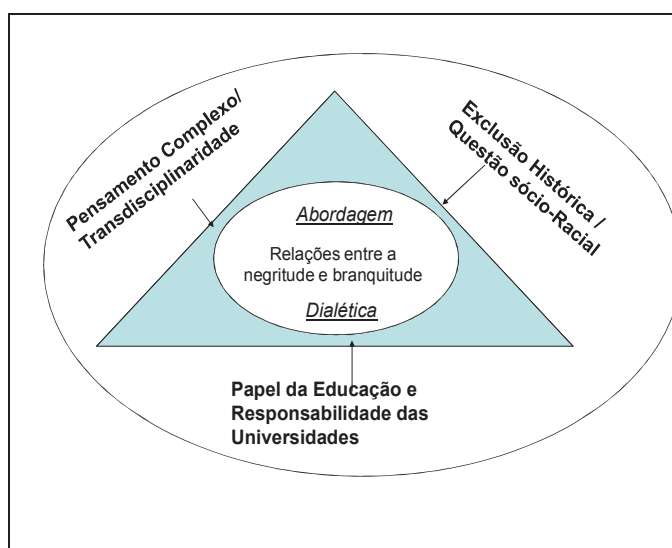 Pensamento Complexo/
Transdisciplinaridade
Exclusão Histórica /
Questão sócio-Racial
Abordagem
Relações entre a
negritude e branquitude
Dialética
Papel da Educação e
Responsabilidade das
Universidades